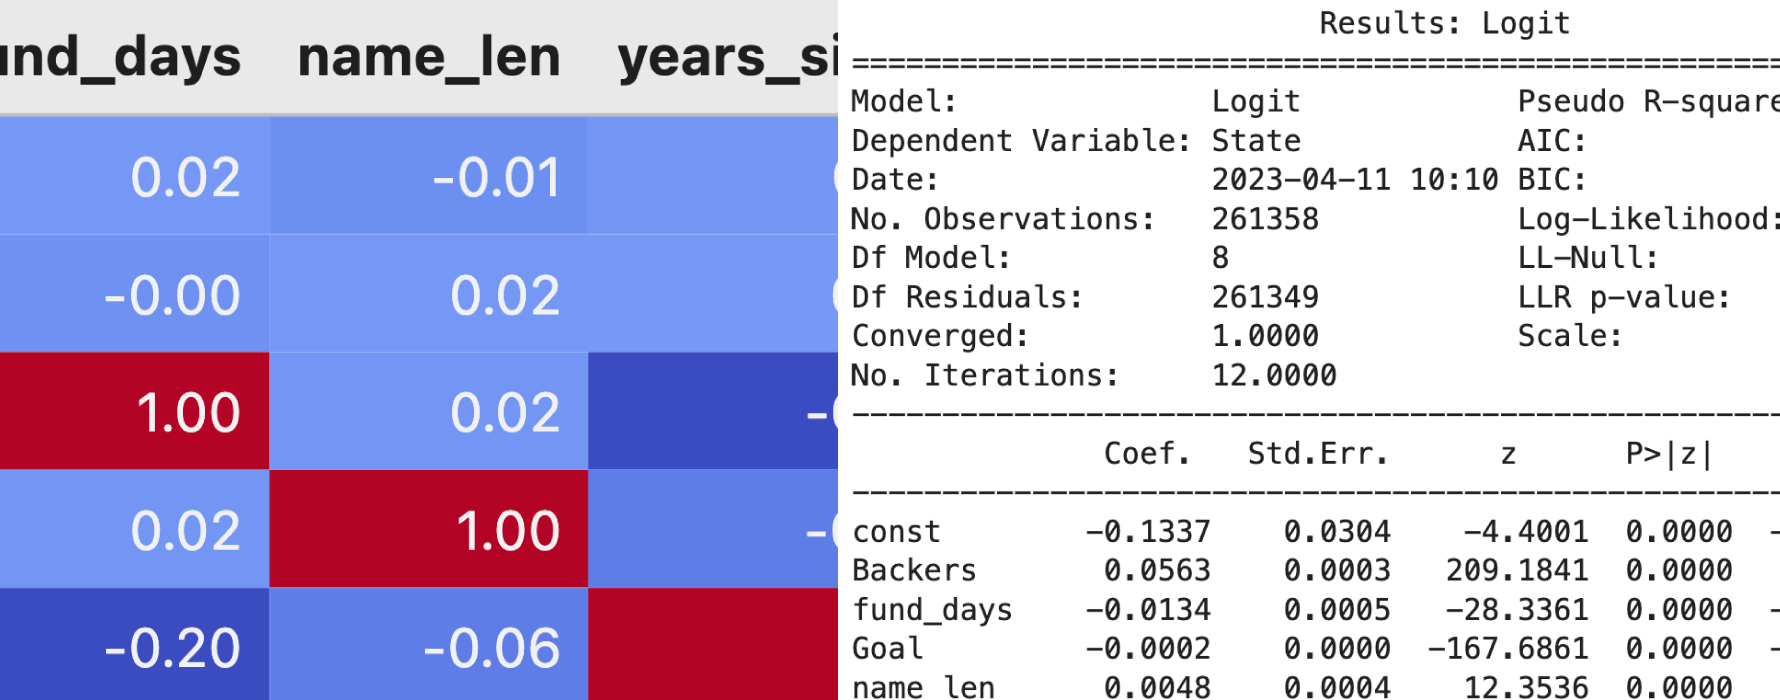 und_days name_len years_si
0.02 -0.01
-0.00 0.02
1.00 0.02 -0
0.02 1.00 -0
-0.20 -0.06
Results: Logit
Model: Logit Pseudo R-square
Dependent Variable: State AIC:
Date: 2023-04-11 10:10 BIC:
No. Observations: 261358 Log-Likelihood:
Df Model: 8 LL-Null:
Df Residuals: 261349 LLR p-value:
Converged: 1.0000 Scale:
No. Iterations: 12.0000
Coef. Std.Err. z P>|z|
const -0.1337 0.0304 -4.4001 0.0000 -
Backers 0.0563 0.0003 209.1841 0.0000
fund_days -0.0134 0.0005 -28.3361 0.0000 -
Goal -0.0002 0.0000 -167.6861 0.0000 -
name_len 0.0048 0.0004 12.3536 0.0000